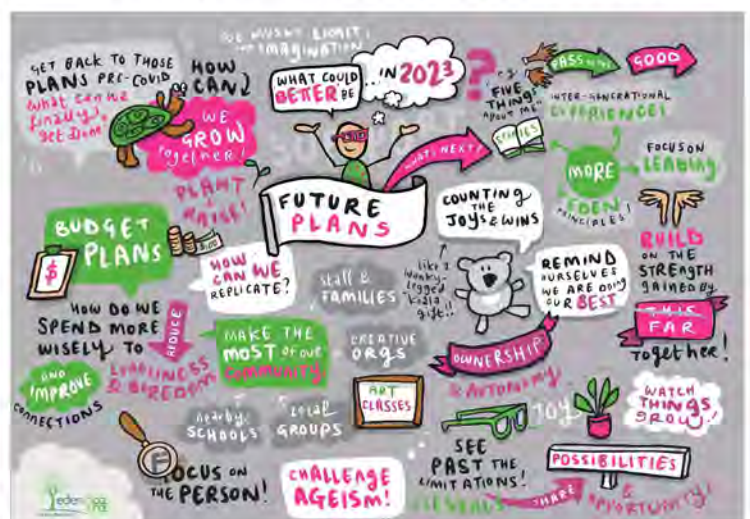 WE MUSN'T LIMIT
IMAGINATION
GET BACK TO THOSE
PLANS PRE-COVID
What can we
finally
get done
HOW
CAN
WE
GROW
together!
WHAT COULD
BETTER BE
...IN 2023
?
WHAT'S NEXT?
FUTURE
PLANS
eg
FIVE
THINGS
ABOUT ME"
STORIES
PASS
GOOD
INTER-GENERATIONAL
EXPERIENCES
MORE
EDEN
PRINCIPLES!
FOCUS ON
LEADING
BUILD
ON THE
STRENGTH
GAINED BY
THIS
FAR
Together!
PLANT
RAISE!
BUDGET
PLANS
$
$100
HOW
CAN WE
REPLICATE?
Staff &
FAMILIES
COUNTING
THE
JOYS & WINS
like a
wonky-
legged
koala
gift!!
REMIND
OURSELVES
WE ARE DOING
OUR BEST
HOW DO WE
SPEND MORE
WISELY TO
REDUCE
LONELINESS
& BOREDOM
AND
IMPROVE
CONNECTIONS
MAKE THE
MOST of our
COMMUNITY
CREATIVE
ORGS
ART
CLASSES
nearby
SCHOOLS
Local
GROUPS
OWNERSHIP
& AUTONOMY
JOY
SEE
PAST THE
LIMITATIONS!
SHARE
WATCH
THINGS
GROW!!
POSSIBILITIES
& OPPORTUNITY!
FOCUS ON
THE PERSON!
CHALLENGE
AGEISM!
eden